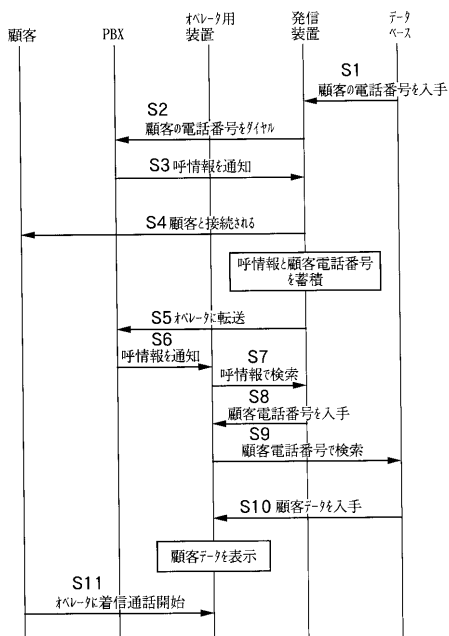 顧客
PBX
オペレータ用
装置
発信
装置
データ
ベース
S1
顧客の電話番号を入手
S2
顧客の電話番号をダイヤル
S3 呼情報を通知
S4 顧客と接続される
呼情報と顧客電話番号
を蓄積
S5 オペレータに転送
S6
呼情報を通知
S7
呼情報で検索
S8
顧客電話番号を入手
S9
顧客電話番号で検索
S10 顧客データを入手
顧客データを表示
S11
オペレータに着信通話開始